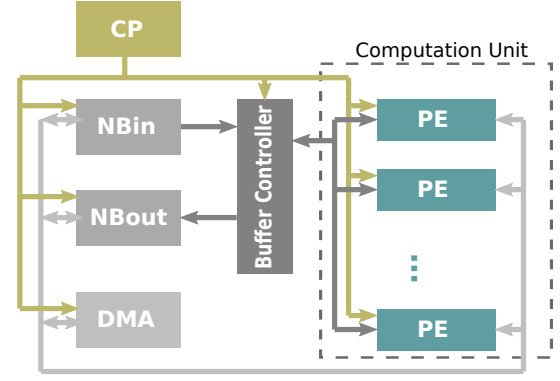 CP
Computation Unit
NBin
Buffer Controller
PE
NBout
PE
DMA
PE